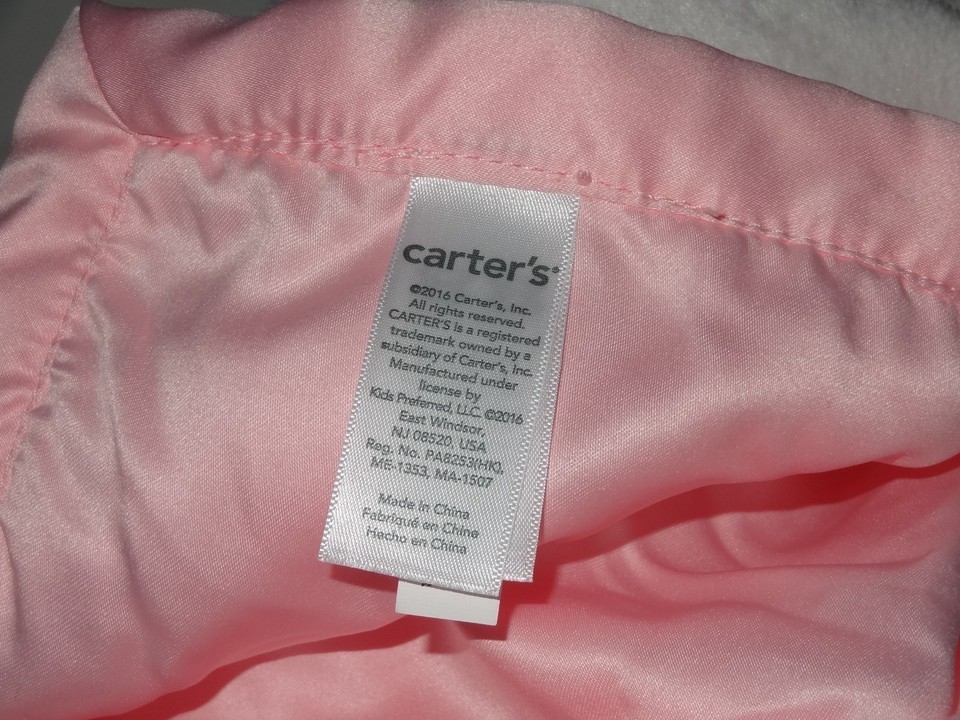 carter's®
©2016 Carter's, Inc.
All rights reserved.
CARTER'S is a registered
trademark owned by a
subsidiary of Carter's, Inc.
Manufactured under
license by
Kids Preferred, LLC. ©2016
East Windsor,
NJ 08520, USA
Reg. No. PA8253(HK),
ME-1353, MA-1507
Made in China
Fabriqué en Chine
Hecho en China